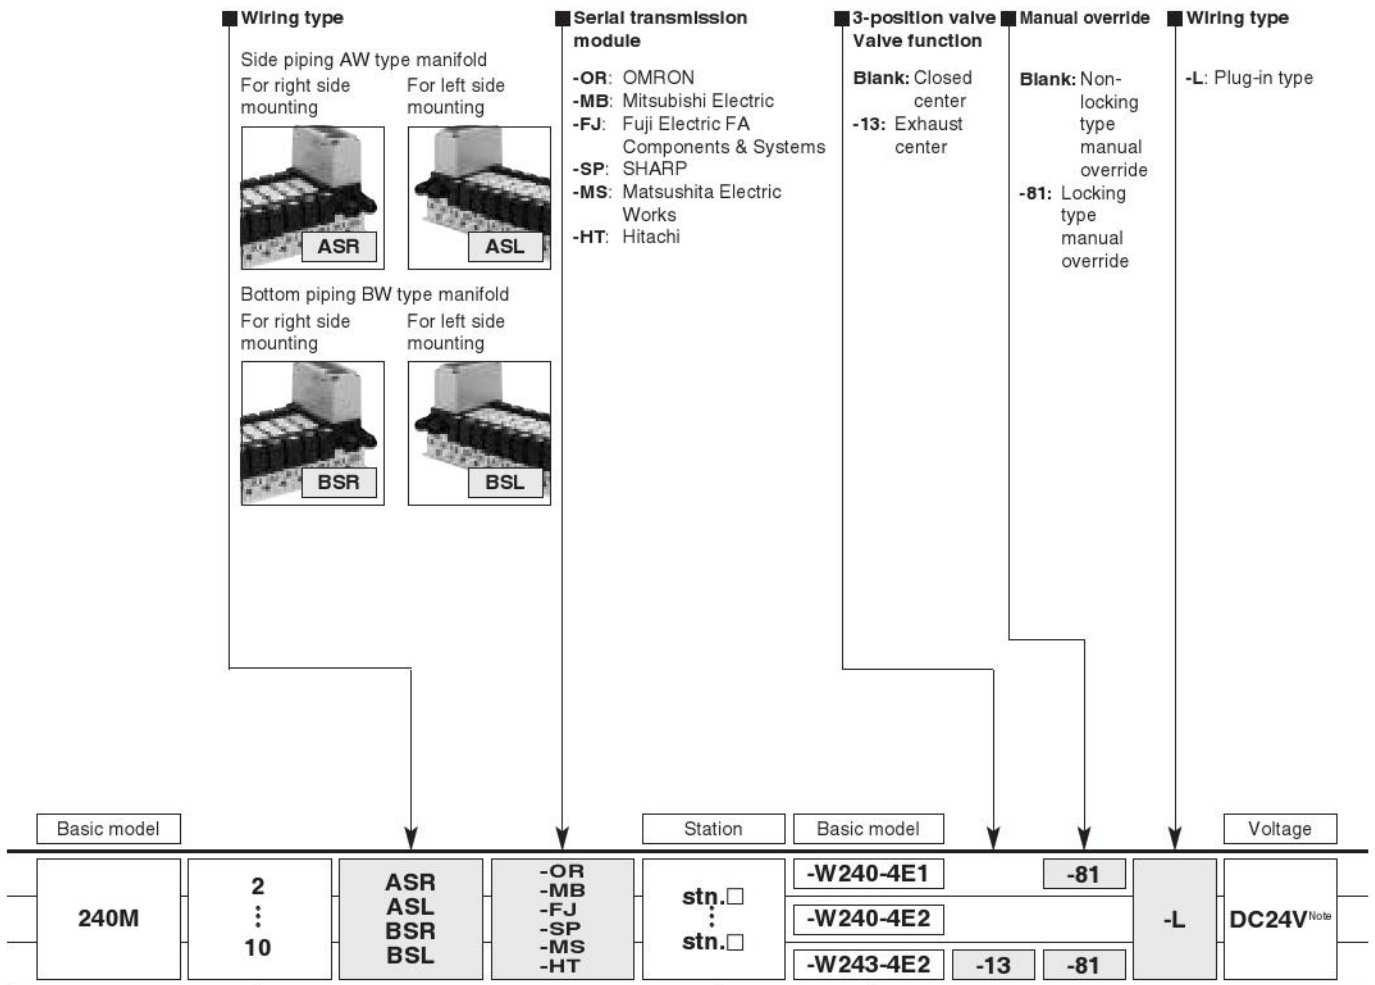 ■ Wiring type
Side piping AW type manifold
For right side
mounting
For left side
mounting
ASR
ASL
Bottom piping BW type manifold
For right side
mounting
For left side
mounting
BSR
BSL
■ Serial transmission
module
-OR: OMRON
-MB: Mitsubishi Electric
-FJ: Fuji Electric FA
Components & Systems
-SP: SHARP
-MS: Matsushita Electric
Works
-HT: Hitachi
■ 3-position valve
Valve function
Blank: Closed
center
-13: Exhaust
center
■ Manual override
Blank: Non-
locking
type
manual
override
-81: Locking
type
manual
override
■ Wiring type
-L: Plug-in type
Basic model
Station
Basic model
Voltage
240M
2
⋮
10
ASR
ASL
BSR
BSL
-OR
-MB
-FJ
-SP
-MS
-HT
stn.□
⋮
stn.□
-W240-4E1
-81
-W240-4E2
-W243-4E2
-13
-81
-L
DC24V Note